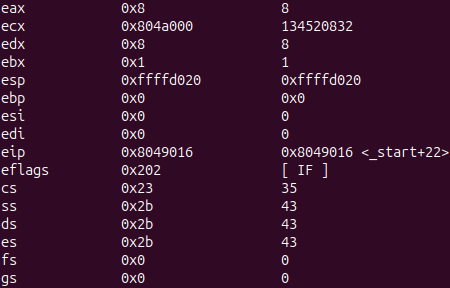 eax 0x8 8
ecx 0x804a000 134520832
edx 0x8 8
ebx 0x1 1
esp 0xffffd020 0xffffd020
ebp 0x0 0x0
esi 0x0 0
edi 0x0 0
eip 0x8049016 0x8049016 <_start+22>
eflags 0x202 [ IF ]
cs 0x23 35
ss 0x2b 43
ds 0x2b 43
es 0x2b 43
fs 0x0 0
gs 0x0 0